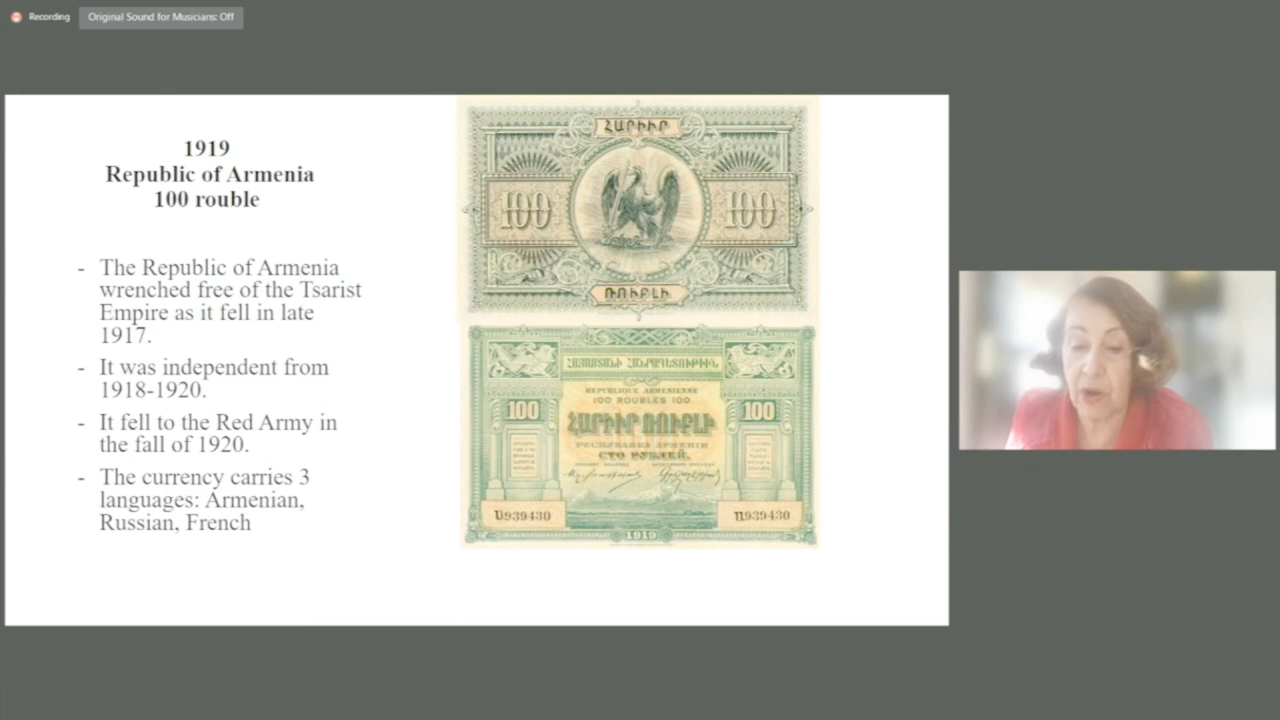 Recording
Original Sound for Musicians: Off
1919
Republic of Armenia
100 rouble
- The Republic of Armenia
wrenched free of the Tsarist
Empire as it fell in late
1917.
- It was independent from
1918-1920.
- It fell to the Red Army in
the fall of 1920.
- The currency carries 3
languages: Armenian,
Russian, French
ՀԱՐԻՒՐ
100 100
ՌՈՒԲԼԻ
ՀԱՅԱՍՏԱՆԻ ՀԱՆՐԱՊԵՏՈՒԹԻՒՆ
REPUBLIQUE ARMENIENNE
100 ROUBLES 100
100 100
ՀԱՐԻՒՐ ՌՈՒԲԼԻ
РЕСПУБЛИКА АРМЕНІИ
СТО РУБЛЕЙ.
939430 939430
1919